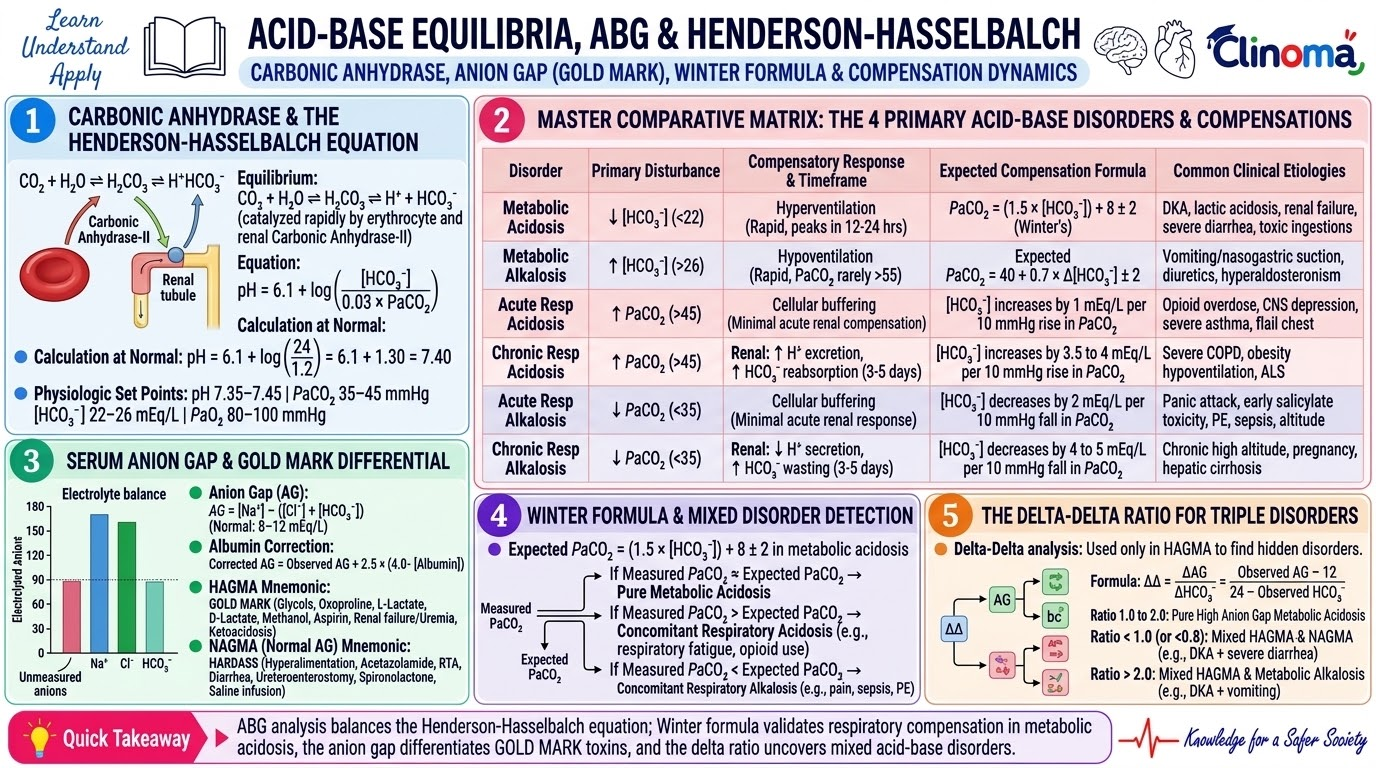 Learn
Understand
Apply
ACID-BASE EQUILIBRIA, ABG & HENDERSON-HASSELBALCH
CARBONIC ANHYDRASE, ANION GAP (GOLD MARK), WINTER FORMULA & COMPENSATION DYNAMICS
Clinoma
1
CARBONIC ANHYDRASE & THE
HENDERSON-HASSELBALCH EQUATION
CO₂ + H₂O ⇌ H₂CO₃ ⇌ H⁺HCO₃⁻
Carbonic
Anhydrase-II
Renal
tubule
Equilibrium:
CO₂ + H₂O ⇌ H₂CO₃ ⇌ H⁺ + HCO₃⁻
(catalyzed rapidly by erythrocyte and
renal Carbonic Anhydrase-II)
Equation:
pH = 6.1 + log([HCO₃⁻] / 0.03 × PaCO₂)
Calculation at Normal:
Calculation at Normal: pH = 6.1 + log(24/1.2) = 6.1 + 1.30 = 7.40
Physiologic Set Points: pH 7.35–7.45 | PaCO₂ 35–45 mmHg
[HCO₃⁻] 22–26 mEq/L | PaO₂ 80–100 mmHg
2
MASTER COMPARATIVE MATRIX: THE 4 PRIMARY ACID-BASE DISORDERS & COMPENSATIONS
Disorder
Primary Disturbance
Compensatory Response
& Timeframe
Expected Compensation Formula
Common Clinical Etiologies
Metabolic
Acidosis
↓ [HCO₃⁻] (<22)
Hyperventilation
(Rapid, peaks in 12-24 hrs)
PaCO₂ = (1.5 × [HCO₃⁻]) + 8 ± 2
(Winter's)
DKA, lactic acidosis, renal failure,
severe diarrhea, toxic ingestions
Metabolic
Alkalosis
↑ [HCO₃⁻] (>26)
Hypoventilation
(Rapid, PaCO₂ rarely >55)
Expected
PaCO₂ = 40 + 0.7 × Δ[HCO₃⁻] ± 2
Vomiting/nasogastric suction,
diuretics, hyperaldosteronism
Acute Resp
Acidosis
↑ PaCO₂ (>45)
Cellular buffering
(Minimal acute renal compensation)
[HCO₃⁻] increases by 1 mEq/L per
10 mmHg rise in PaCO₂
Opioid overdose, CNS depression,
severe asthma, flail chest
Chronic Resp
Acidosis
↑ PaCO₂ (>45)
Renal: ↑ H⁺ excretion,
↑ HCO₃⁻ reabsorption (3-5 days)
[HCO₃⁻] increases by 3.5 to 4 mEq/L
per 10 mmHg rise in PaCO₂
Severe COPD, obesity
hypoventilation, ALS
Acute Resp
Alkalosis
↓ PaCO₂ (<35)
Cellular buffering
(Minimal acute renal response)
[HCO₃⁻] decreases by 2 mEq/L per
10 mmHg fall in PaCO₂
Panic attack, early salicylate
toxicity, PE, sepsis, altitude
Chronic Resp
Alkalosis
↓ PaCO₂ (<35)
Renal: ↓ H⁺ secretion,
↑ HCO₃⁻ wasting (3-5 days)
[HCO₃⁻] decreases by 4 to 5 mEq/L
per 10 mmHg fall in PaCO₂
Chronic high altitude, pregnancy,
hepatic cirrhosis
3
SERUM ANION GAP & GOLD MARK DIFFERENTIAL
Electrolyte balance
180
150
120
90
60
30
0
Unmeasured
anions
Na⁺
Cl⁻
HCO₃⁻
Anion Gap (AG):
AG = [Na⁺] − ([Cl⁻] + [HCO₃⁻])
(Normal: 8–12 mEq/L)
Albumin Correction:
Corrected AG = Observed AG + 2.5 × (4.0- [Albumin])
HAGMA Mnemonic:
GOLD MARK (Glycols, Oxoproline, L-Lactate,
D-Lactate, Methanol, Aspirin, Renal failure/Uremia,
Ketoacidosis)
NAGMA (Normal AG) Mnemonic:
HARDASS (Hyperalimentation, Acetazolamide, RTA,
Diarrhea, Ureteroenterostomy, Spironolactone,
Saline infusion)
4
WINTER FORMULA & MIXED DISORDER DETECTION
Expected PaCO₂ = (1.5 × [HCO₃⁻]) + 8 ± 2 in metabolic acidosis
Measured
PaCO₂
Expected
PaCO₂
If Measured PaCO₂ ≈ Expected PaCO₂ →
Pure Metabolic Acidosis
If Measured PaCO₂ > Expected PaCO₂ →
Concomitant Respiratory Acidosis (e.g.,
respiratory fatigue, opioid use)
If Measured PaCO₂ < Expected PaCO₂ →
Concomitant Respiratory Alkalosis (e.g., pain, sepsis, PE)
5
THE DELTA-DELTA RATIO FOR TRIPLE DISORDERS
Delta-Delta analysis: Used only in HAGMA to find hidden disorders.
ΔΔ
AG
bc
Formula: ΔΔ = ΔAG/ΔHCO₃⁻ = Observed AG − 12 / 24 − Observed HCO₃⁻
Ratio 1.0 to 2.0: Pure High Anion Gap Metabolic Acidosis
Ratio < 1.0 (or <0.8): Mixed HAGMA & NAGMA
(e.g., DKA + severe diarrhea)
Ratio > 2.0: Mixed HAGMA & Metabolic Alkalosis
(e.g., DKA + vomiting)
Quick Takeaway
ABG analysis balances the Henderson-Hasselbalch equation; Winter formula validates respiratory compensation in metabolic
acidosis, the anion gap differentiates GOLD MARK toxins, and the delta ratio uncovers mixed acid-base disorders.
Knowledge for a Safer Society